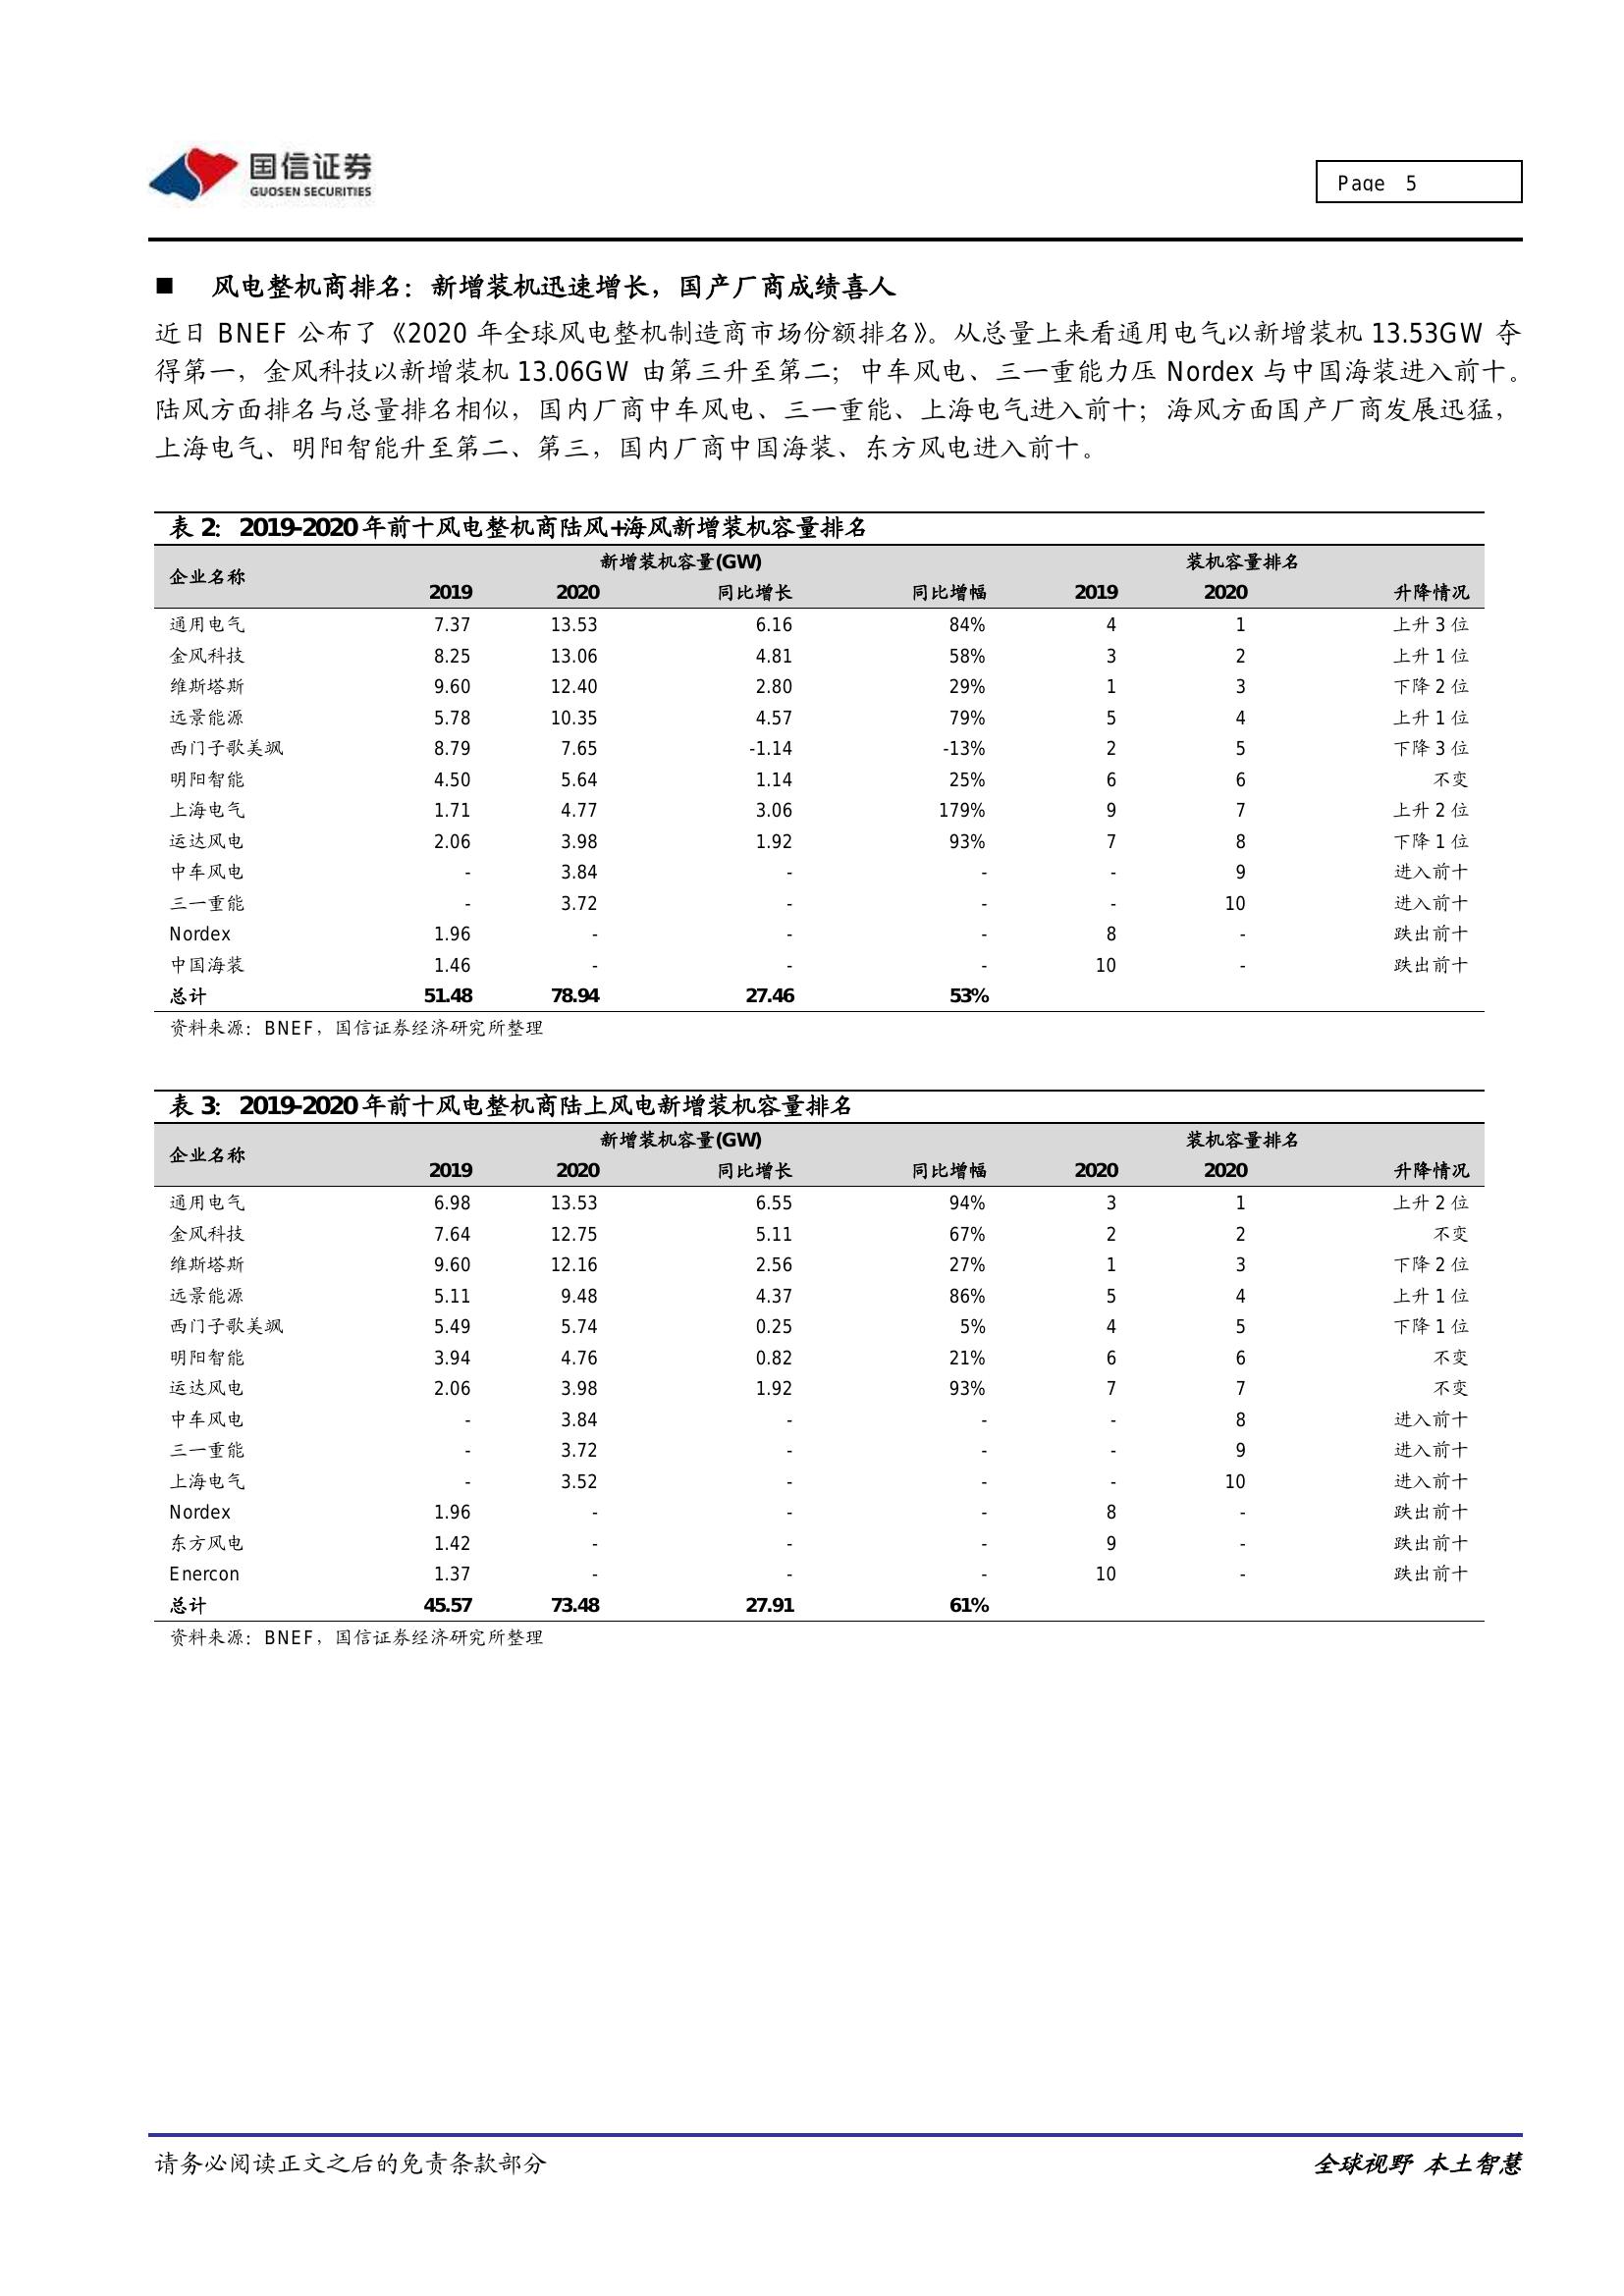 国信证券
GUOSEN SECURITIES
Page 5
■ 风电整机商排名：新增装机迅速增长，国产厂商成绩喜人
近日 BNEF 公布了《2020 年全球风电整机制造商市场份额排名》。从总量上来看通用电气以新增装机 13.53GW 夺
得第一，金风科技以新增装机 13.06GW 由第三升至第二；中车风电、三一重能力压 Nordex 与中国海装进入前十。
陆风方面排名与总量排名相似，国内厂商中车风电、三一重能、上海电气进入前十；海风方面国产厂商发展迅猛，
上海电气、明阳智能升至第二、第三，国内厂商中国海装、东方风电进入前十。
表 2：2019-2020 年前十风电整机商陆风+海风新增装机容量排名
企业名称 新增装机容量(GW) 装机容量排名
2019 2020 同比增长 同比增幅 2019 2020 升降情况
通用电气 7.37 13.53 6.16 84% 4 1 上升 3 位
金风科技 8.25 13.06 4.81 58% 3 2 上升 1 位
维斯塔斯 9.60 12.40 2.80 29% 1 3 下降 2 位
远景能源 5.78 10.35 4.57 79% 5 4 上升 1 位
西门子歌美飒 8.79 7.65 -1.14 -13% 2 5 下降 3 位
明阳智能 4.50 5.64 1.14 25% 6 6 不变
上海电气 1.71 4.77 3.06 179% 9 7 上升 2 位
运达风电 2.06 3.98 1.92 93% 7 8 下降 1 位
中车风电 - 3.84 - - - 9 进入前十
三一重能 - 3.72 - - - 10 进入前十
Nordex 1.96 - - - 8 - 跌出前十
中国海装 1.46 - - - 10 - 跌出前十
总计 51.48 78.94 27.46 53%
资料来源：BNEF，国信证券经济研究所整理
表 3：2019-2020 年前十风电整机商陆上风电新增装机容量排名
企业名称 新增装机容量(GW) 装机容量排名
2019 2020 同比增长 同比增幅 2020 2020 升降情况
通用电气 6.98 13.53 6.55 94% 3 1 上升 2 位
金风科技 7.64 12.75 5.11 67% 2 2 不变
维斯塔斯 9.60 12.16 2.56 27% 1 3 下降 2 位
远景能源 5.11 9.48 4.37 86% 5 4 上升 1 位
西门子歌美飒 5.49 5.74 0.25 5% 4 5 下降 1 位
明阳智能 3.94 4.76 0.82 21% 6 6 不变
运达风电 2.06 3.98 1.92 93% 7 7 不变
中车风电 - 3.84 - - - 8 进入前十
三一重能 - 3.72 - - - 9 进入前十
上海电气 - 3.52 - - - 10 进入前十
Nordex 1.96 - - - 8 - 跌出前十
东方风电 1.42 - - - 9 - 跌出前十
Enercon 1.37 - - - 10 - 跌出前十
总计 45.57 73.48 27.91 61%
资料来源：BNEF，国信证券经济研究所整理
请务必阅读正文之后的免责条款部分 全球视野 本土智慧